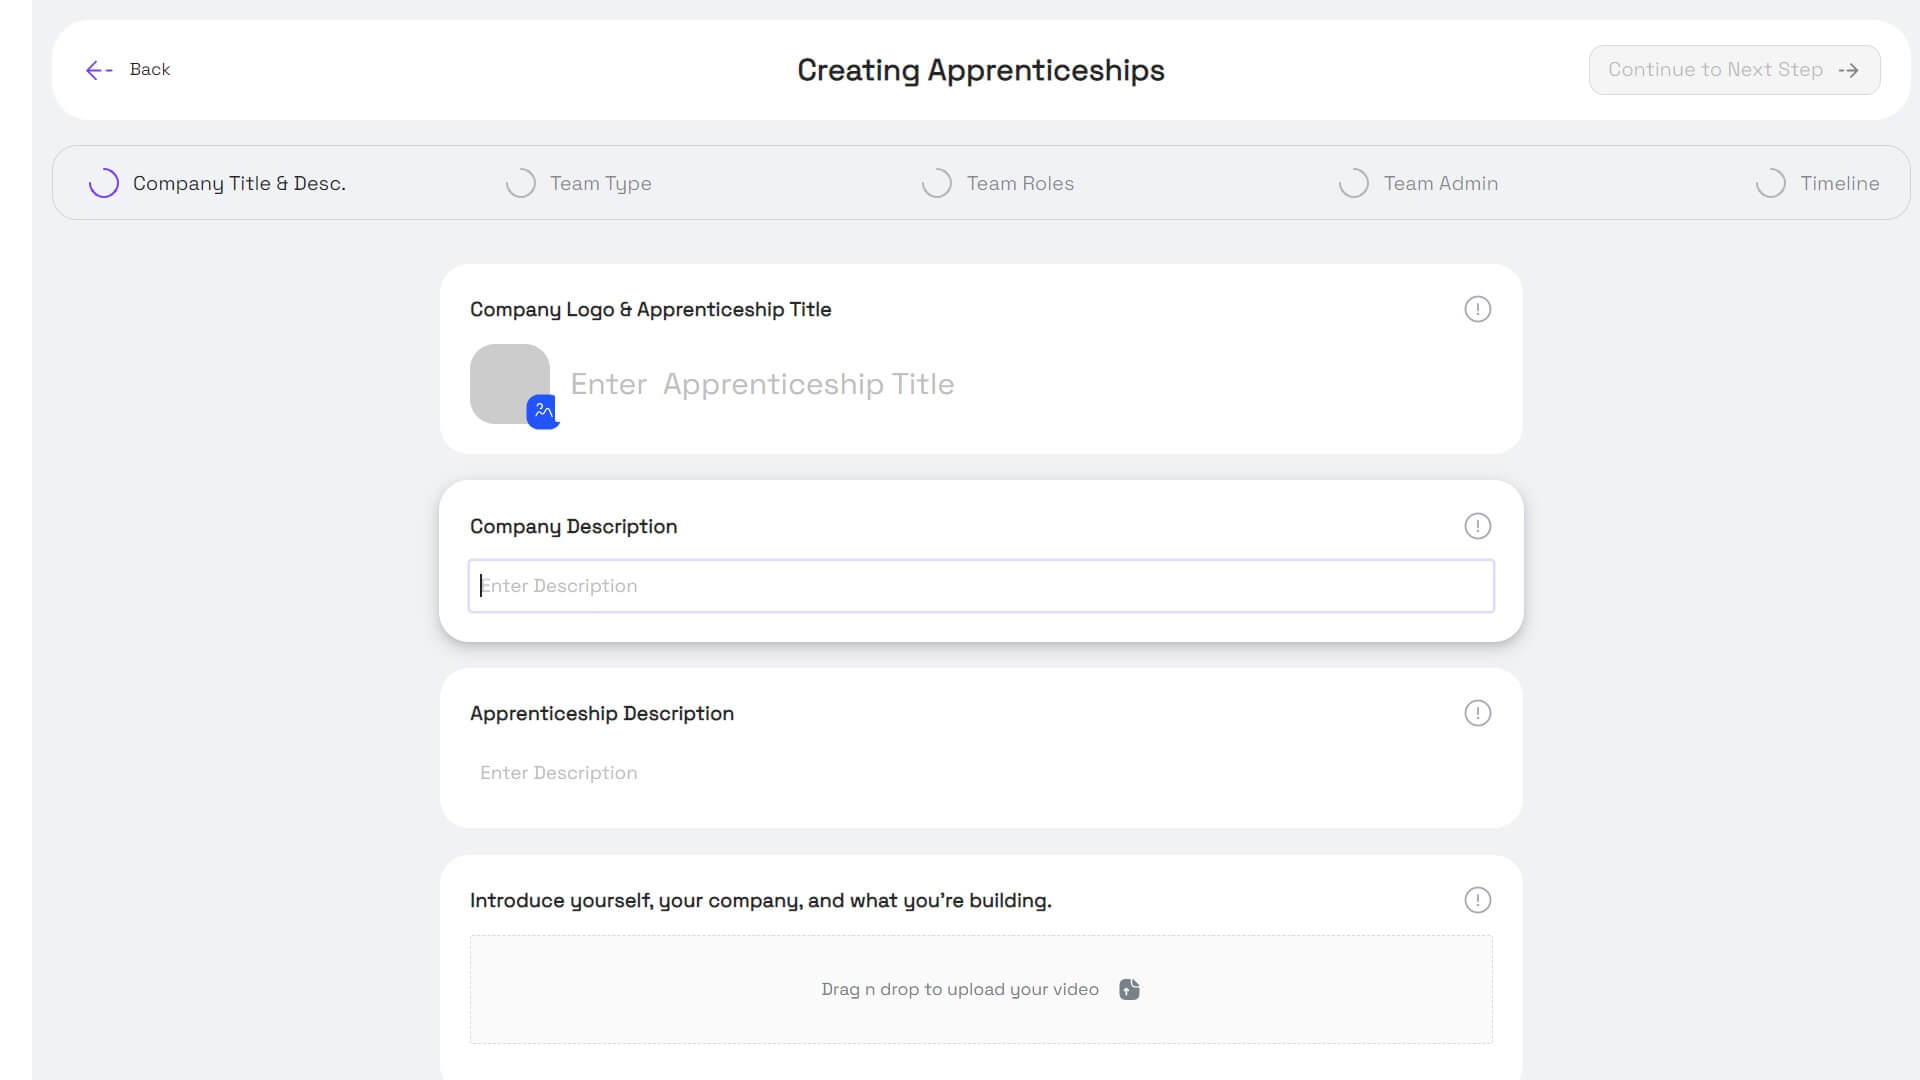 Back
Creating Apprenticeships
Continue to Next Step
Company Title & Desc.
Team Type
Team Roles
Team Admin
Timeline
Company Logo & Apprenticeship Title
Enter Apprenticeship Title
Company Description
Enter Description
Apprenticeship Description
Enter Description
Introduce yourself, your company, and what you're building.
Drag n drop to upload your video